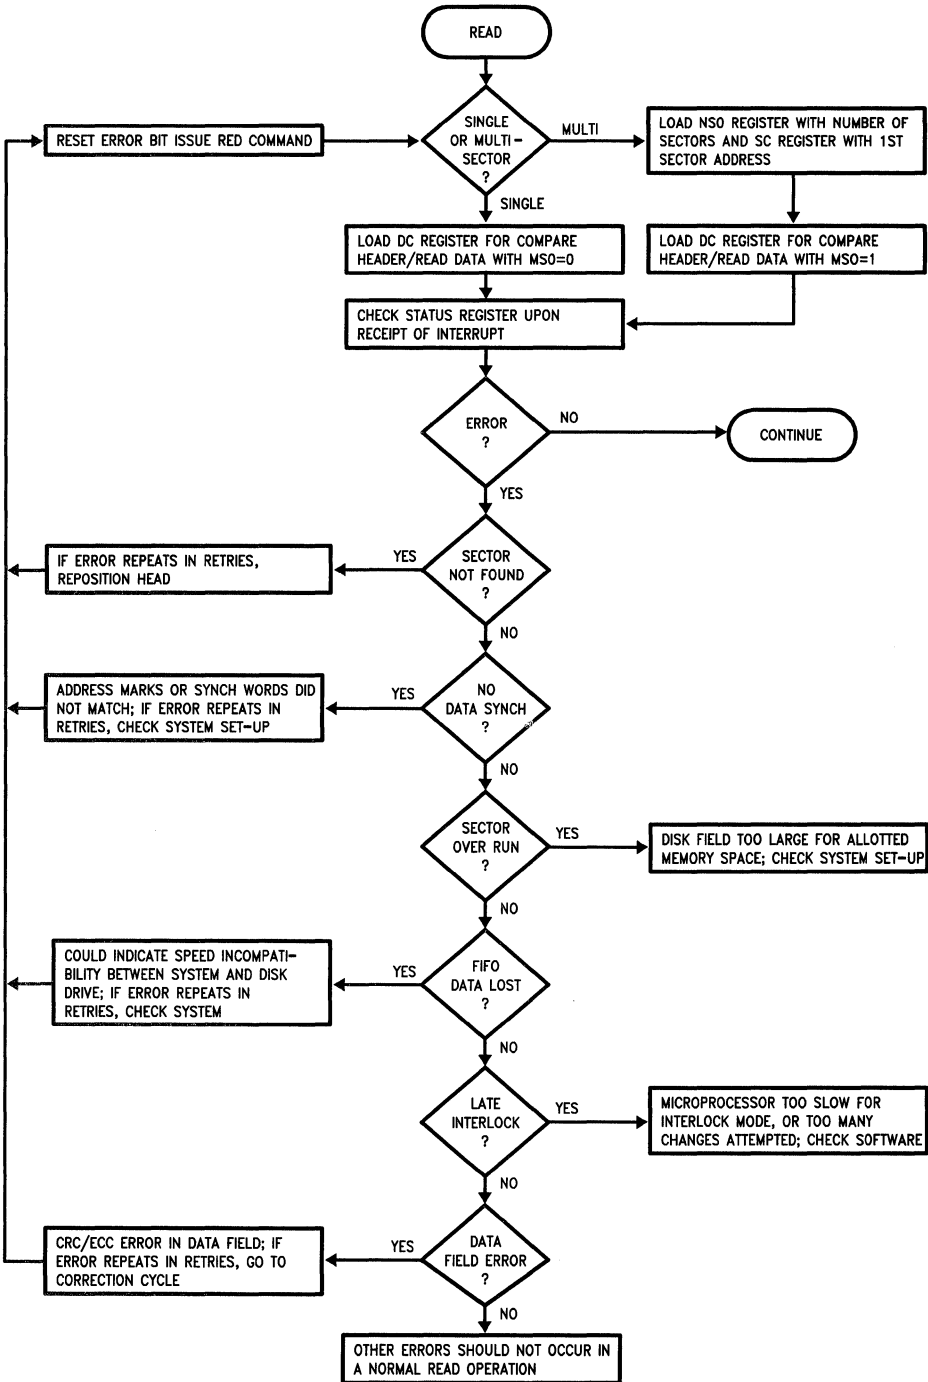 READ
SINGLE
OR MULTI-
SECTOR
?
MULTI
SINGLE
RESET ERROR BIT ISSUE RED COMMAND
LOAD NSO REGISTER WITH NUMBER OF
SECTORS AND SC REGISTER WITH 1ST
SECTOR ADDRESS
LOAD DC REGISTER FOR COMPARE
HEADER/READ DATA WITH MSO=0
LOAD DC REGISTER FOR COMPARE
HEADER/READ DATA WITH MSO=1
CHECK STATUS REGISTER UPON
RECEIPT OF INTERRUPT
ERROR
?
NO
CONTINUE
YES
SECTOR
NOT FOUND
?
YES
IF ERROR REPEATS IN RETRIES,
REPOSITION HEAD
NO
NO
DATA SYNCH
?
YES
ADDRESS MARKS OR SYNCH WORDS DID
NOT MATCH; IF ERROR REPEATS IN
RETRIES, CHECK SYSTEM SET-UP
NO
SECTOR
OVER RUN
?
YES
DISK FIELD TOO LARGE FOR ALLOTTED
MEMORY SPACE; CHECK SYSTEM SET-UP
NO
FIFO
DATA LOST
?
YES
COULD INDICATE SPEED INCOMPATI-
BILITY BETWEEN SYSTEM AND DISK
DRIVE; IF ERROR REPEATS IN
RETRIES, CHECK SYSTEM
NO
LATE
INTERLOCK
?
YES
MICROPROCESSOR TOO SLOW FOR
INTERLOCK MODE, OR TOO MANY
CHANGES ATTEMPTED; CHECK SOFTWARE
NO
DATA
FIELD ERROR
?
YES
CRC/ECC ERROR IN DATA FIELD; IF
ERROR REPEATS IN RETRIES, GO TO
CORRECTION CYCLE
NO
OTHER ERRORS SHOULD NOT OCCUR IN
A NORMAL READ OPERATION